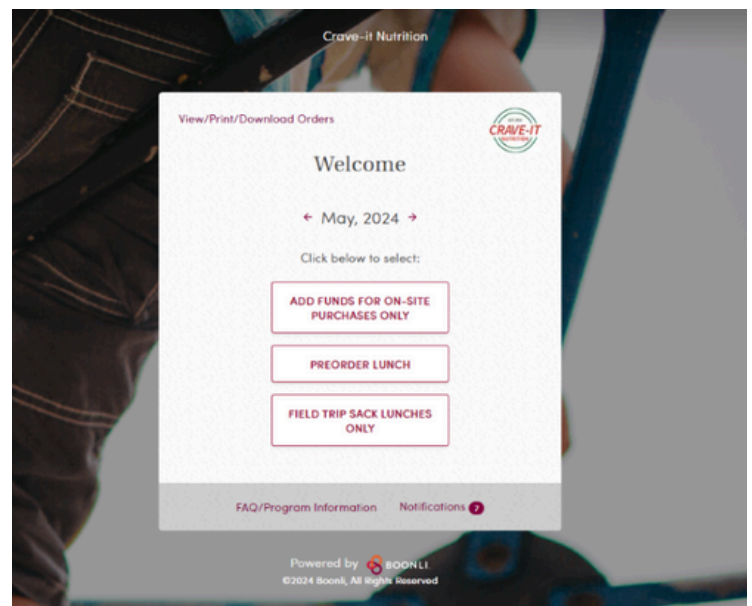 Crave-it Nutrition
View/Print/Download Orders
CRAVE-IT
NUTRITION
Welcome
← May, 2024 →
Click below to select:
ADD FUNDS FOR ON-SITE
PURCHASES ONLY
PREORDER LUNCH
FIELD TRIP SACK LUNCHES
ONLY
FAQ/Program Information Notifications 7
Powered by BOONLI
©2024 Boonli, All Rights Reserved